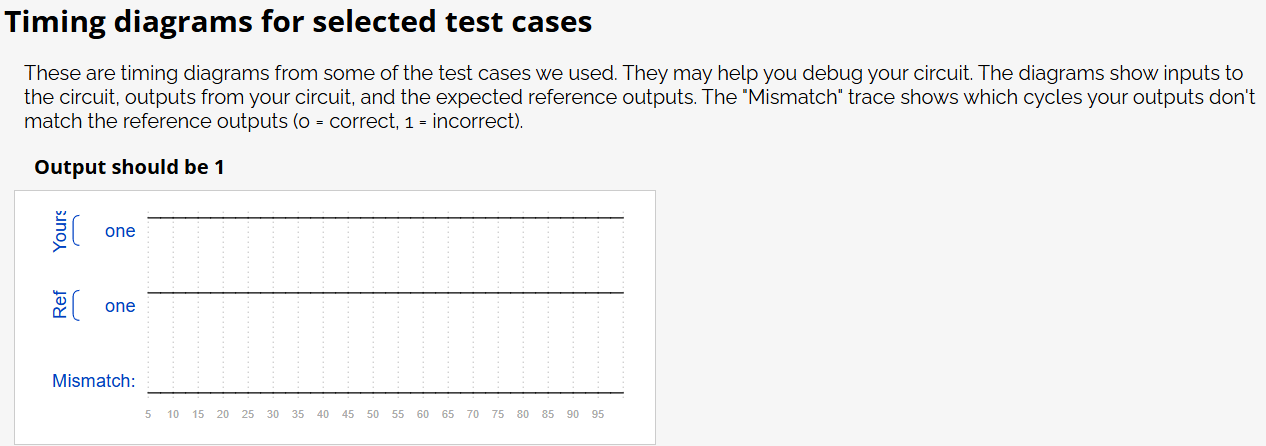 Timing diagrams for selected test cases
These are timing diagrams from some of the test cases we used. They may help you debug your circuit. The diagrams show inputs to
the circuit, outputs from your circuit, and the expected reference outputs. The "Mismatch" trace shows which cycles your outputs don't
match the reference outputs (0 = correct, 1 = incorrect).
Output should be 1
Yours
one
Ref
one
Mismatch:
5 10 15 20 25 30 35 40 45 50 55 60 65 70 75 80 85 90 95